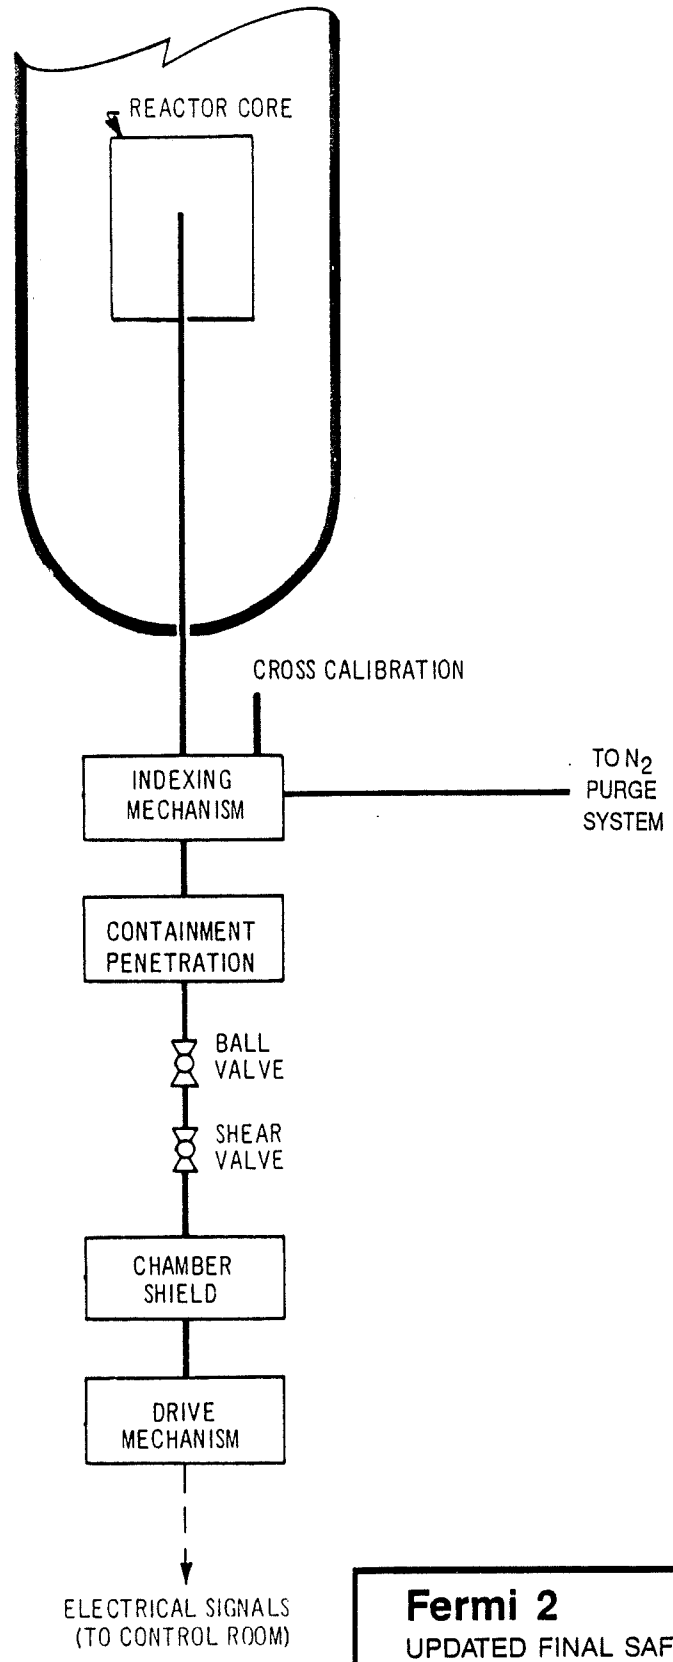 REACTOR CORE
CROSS CALIBRATION
INDEXING
MECHANISM
TO N2
PURGE
SYSTEM
CONTAINMENT
PENETRATION
BALL
VALVE
SHEAR
VALVE
CHAMBER
SHIELD
DRIVE
MECHANISM
ELECTRICAL SIGNALS
(TO CONTROL ROOM)
Fermi 2
UPDATED FINAL SAF